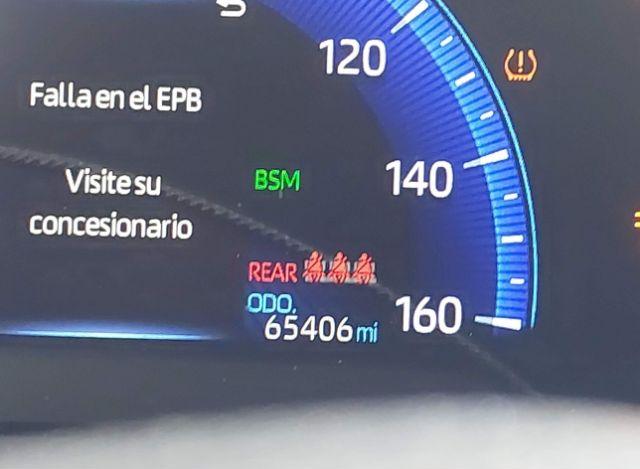 120
Falla en el EPB
Visite su
concesionario
BSM
140
REAR
ODO.
65406 mi
160